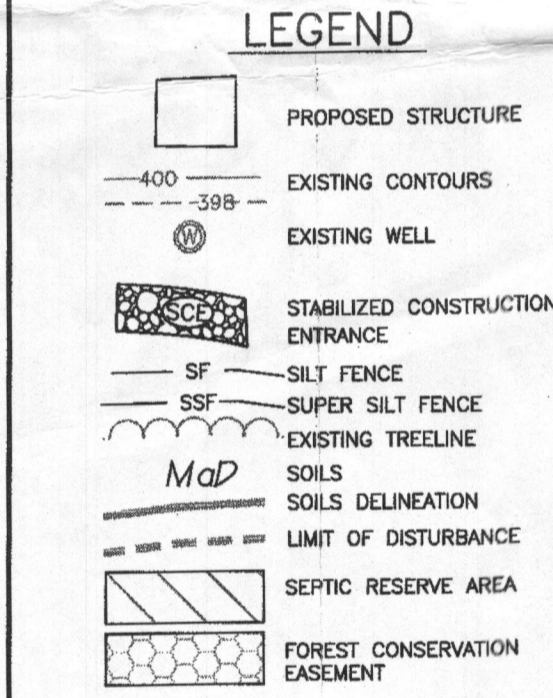 LEGEND
PROPOSED STRUCTURE
400
398
EXISTING CONTOURS
W
EXISTING WELL
SCE
STABILIZED CONSTRUCTION
ENTRANCE
SF
SILT FENCE
SSF
SUPER SILT FENCE
EXISTING TREELINE
MaD
SOILS
SOILS DELINEATION
LIMIT OF DISTURBANCE
SEPTIC RESERVE AREA
FOREST CONSERVATION
EASEMENT